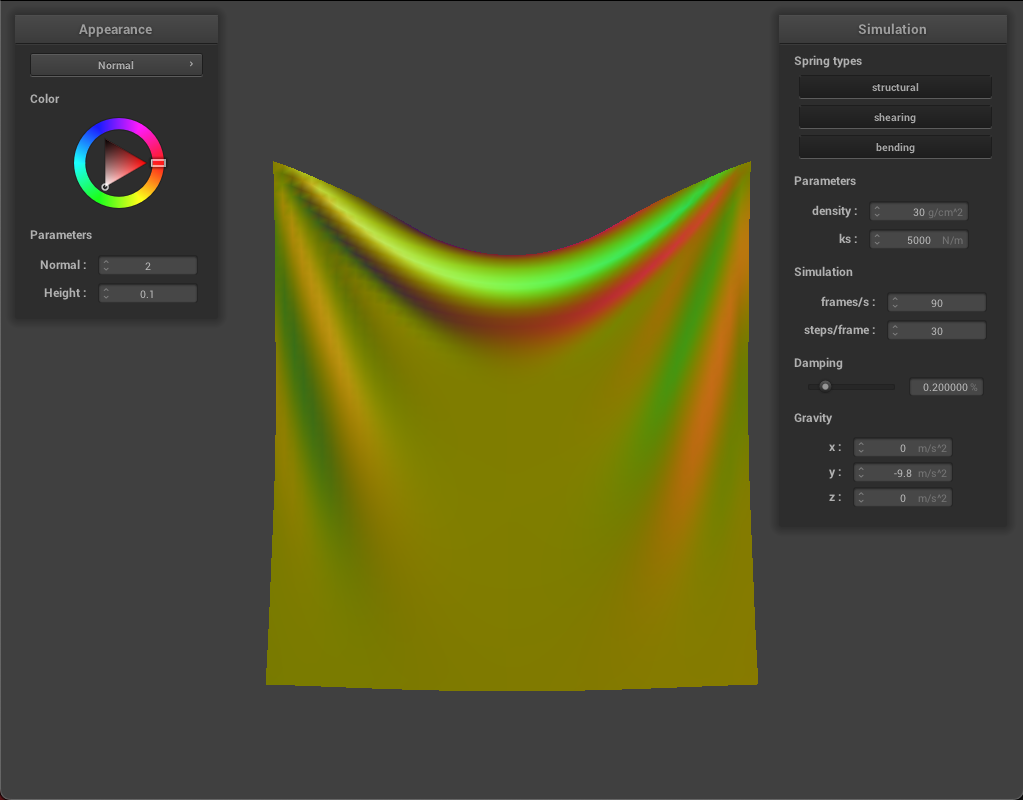 Appearance
Normal ›
Color
Parameters
Normal : 2
Height : 0.1
Simulation
Spring types
structural
shearing
bending
Parameters
density : 30 g/cm^2
ks : 5000 N/m
Simulation
frames/s : 90
steps/frame : 30
Damping
0.200000 %
Gravity
x : 0 m/s^2
y : -9.8 m/s^2
z : 0 m/s^2